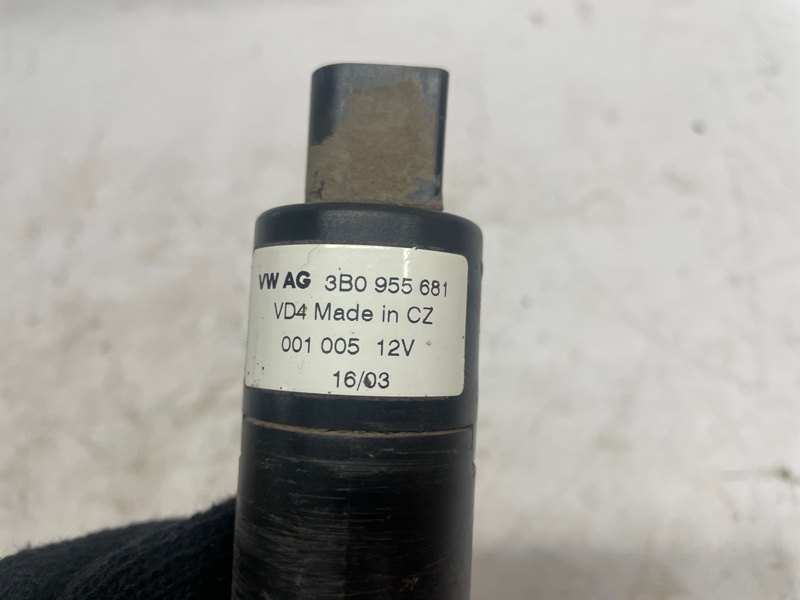 VW AG 3B0 955 681
VD4 Made in CZ
001 005 12V
16/03